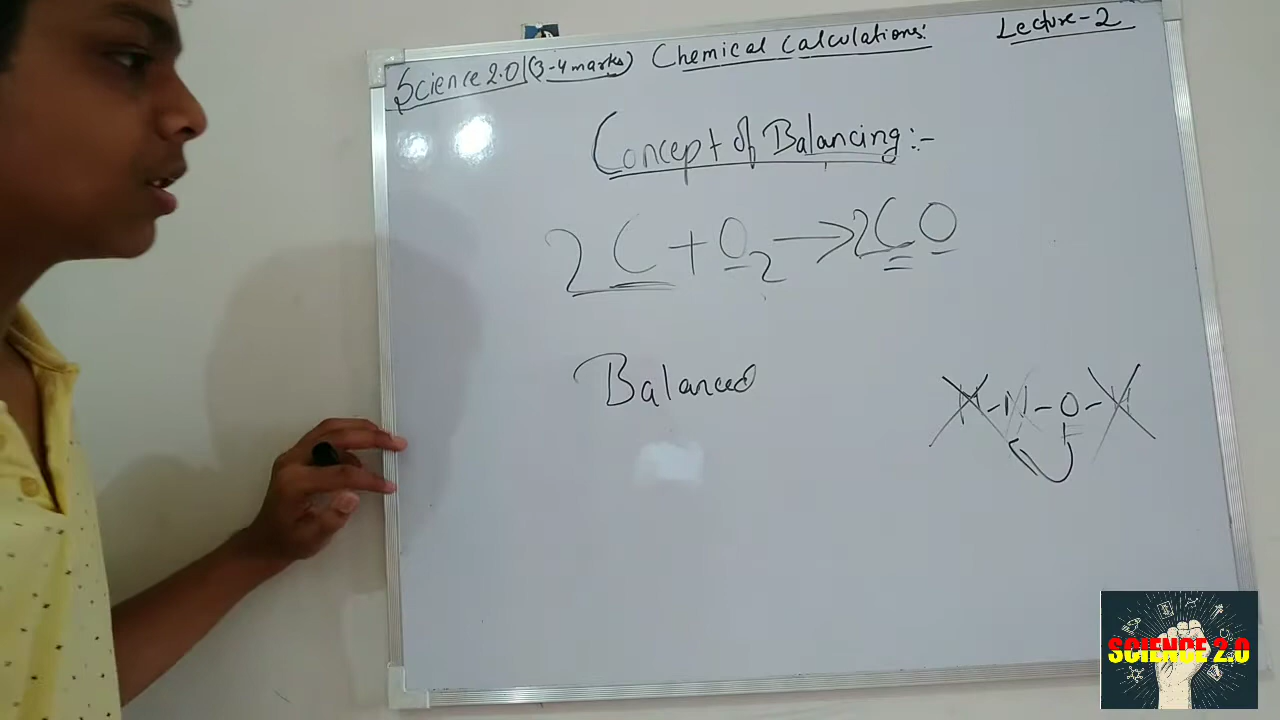 Science 2.0 (3-4 marks) Chemical Calculations: Lecture-2
Concept of Balancing:-
2C + O2 → 2CO
Balanced
M-N-O-X
SCIENCE 2.0